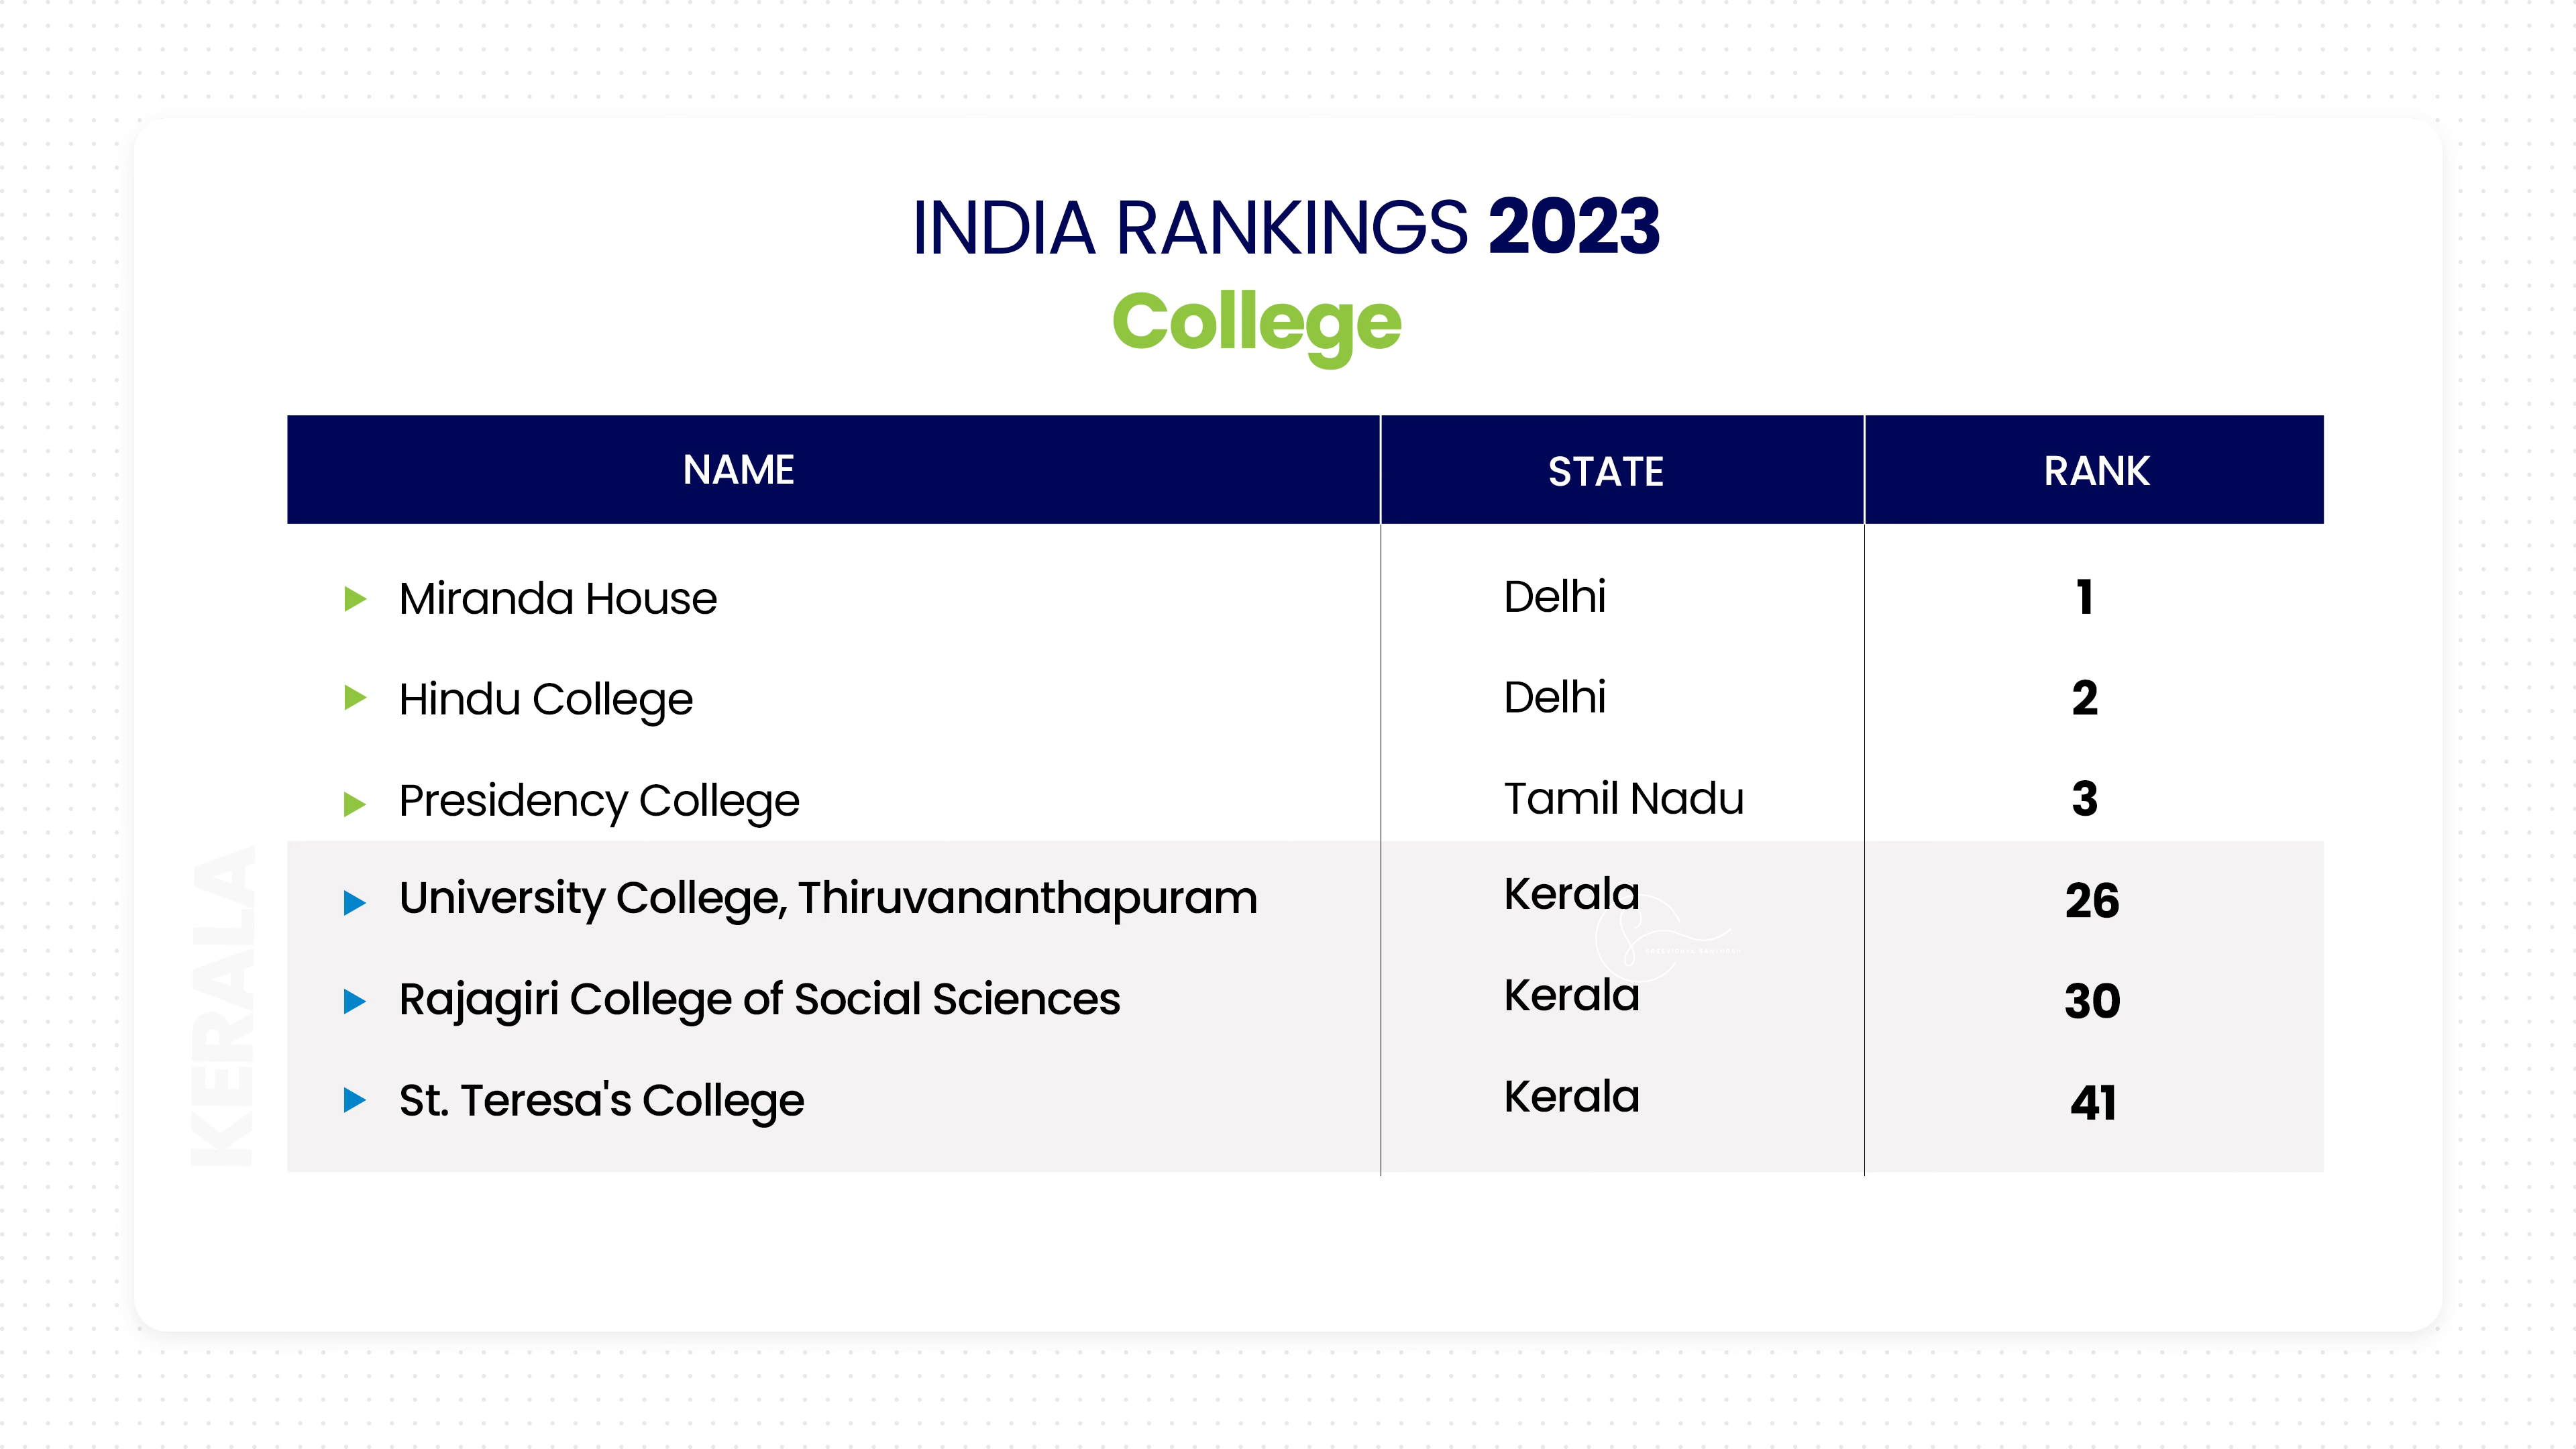 INDIA RANKINGS 2023
College
NAME STATE RANK
Miranda House Delhi 1
Hindu College Delhi 2
Presidency College Tamil Nadu 3
University College, Thiruvananthapuram Kerala 26
Rajagiri College of Social Sciences Kerala 30
St. Teresa's College Kerala 41
KERALA